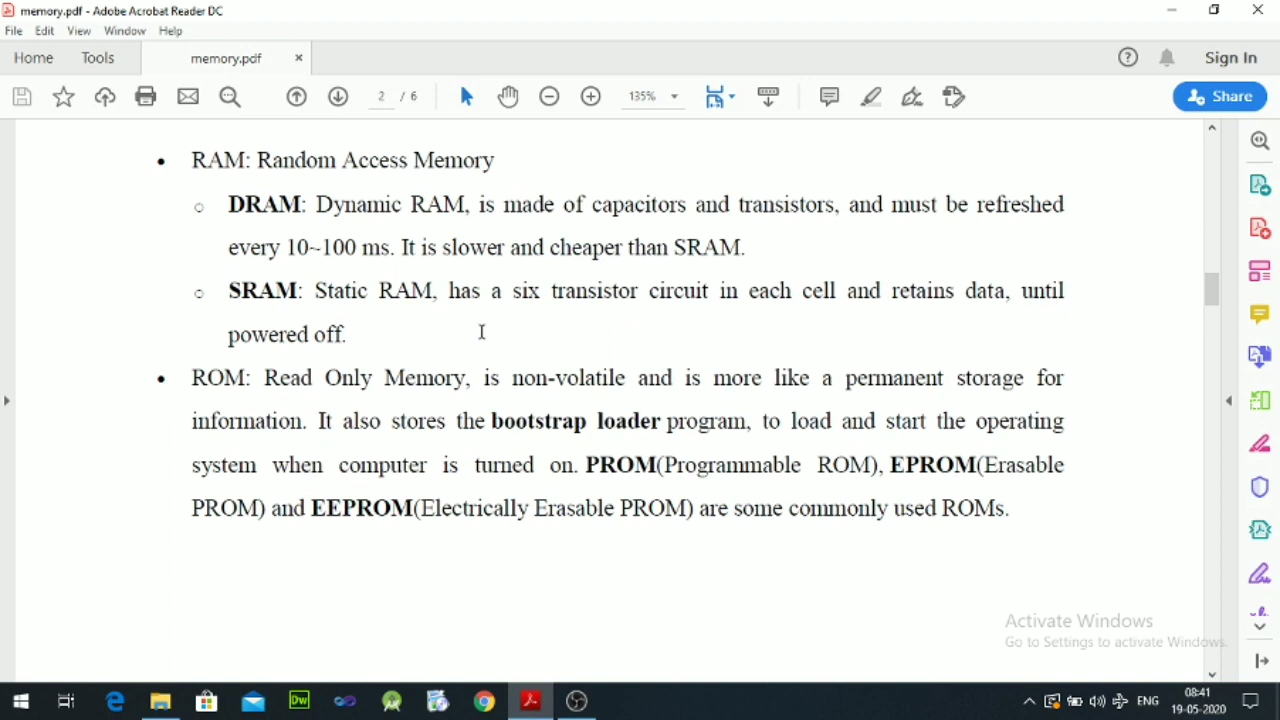 memory.pdf - Adobe Acrobat Reader DC
File Edit View Window Help
Home Tools memory.pdf × Sign In
2 / 6 135% Share
• RAM: Random Access Memory
○ DRAM: Dynamic RAM, is made of capacitors and transistors, and must be refreshed
every 10~100 ms. It is slower and cheaper than SRAM.
○ SRAM: Static RAM, has a six transistor circuit in each cell and retains data, until
powered off.
• ROM: Read Only Memory, is non-volatile and is more like a permanent storage for
information. It also stores the bootstrap loader program, to load and start the operating
system when computer is turned on. PROM(Programmable ROM), EPROM(Erasable
PROM) and EEPROM(Electrically Erasable PROM) are some commonly used ROMs.
Activate Windows
Go to Settings to activate Windows.
Dw
ENG
08:41
19-05-2020